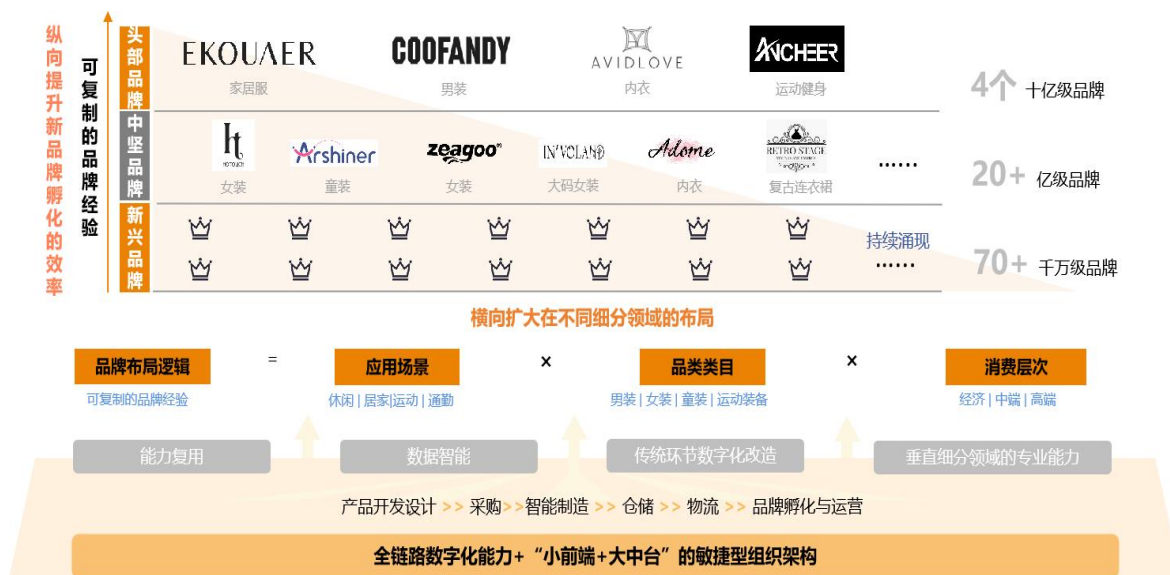 纵向提升新品牌孵化的效率
可复制的品牌经验
头部品牌
EKOUAER
COOFANDY
AVIDLOVE
ANCHEER
家居服
男装
内衣
运动健身
4个 十亿级品牌
中坚品牌
Ht
HOTOUCH
Arshiner
zeagoo
IN'VOLAND
Adome
RETRO STAGE
......
女装
童装
女装
大码女装
内衣
复古连衣裙
20+ 亿级品牌
新兴品牌
持续涌现
......
70+ 千万级品牌
横向扩大在不同细分领域的布局
品牌布局逻辑 = 应用场景 × 品类类目 × 消费层次
可复制的品牌经验
休闲|居家|运动|通勤
男装|女装|童装|运动装备
经济|中端|高端
能力复用
数据智能
传统环节数字化改造
垂直细分领域的专业能力
产品开发设计 >> 采购>>智能制造 >> 仓储 >> 物流 >> 品牌孵化与运营
全链路数字化能力+“小前端+大中台”的敏捷型组织架构